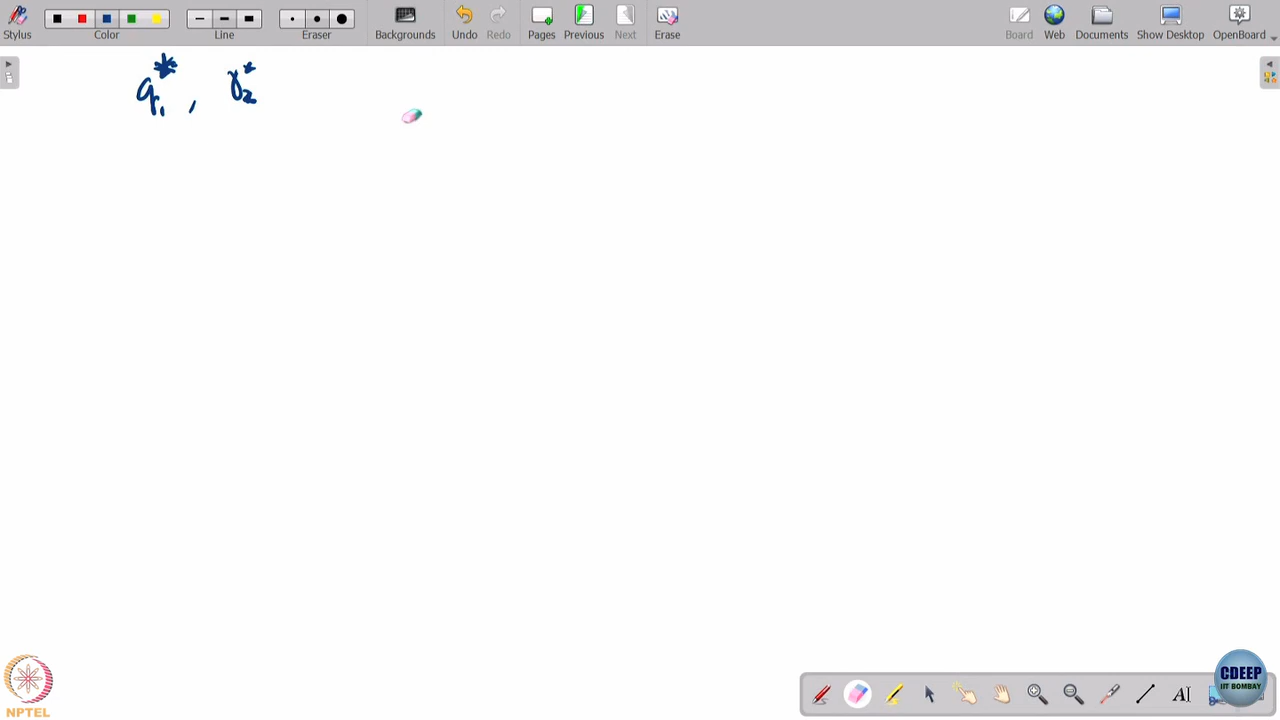 Stylus Color Line Eraser Backgrounds Undo Redo Pages Previous Next Erase Board Web Documents Show Desktop OpenBoard
q₁*, γ₂*
NPTEL
CDEEP
IIT BOMBAY